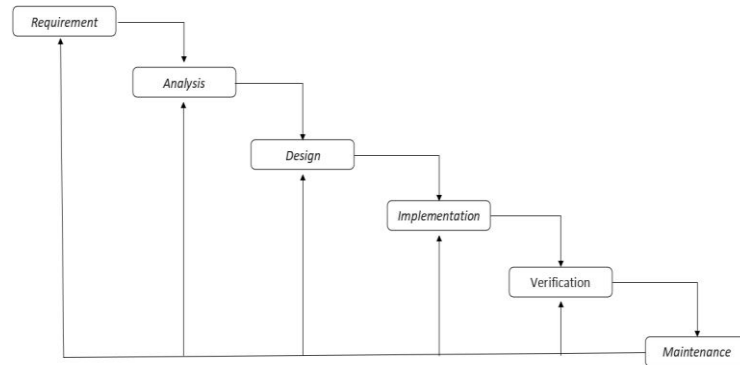 Requirement
Analysis
Design
Implementation
Verification
Maintenance